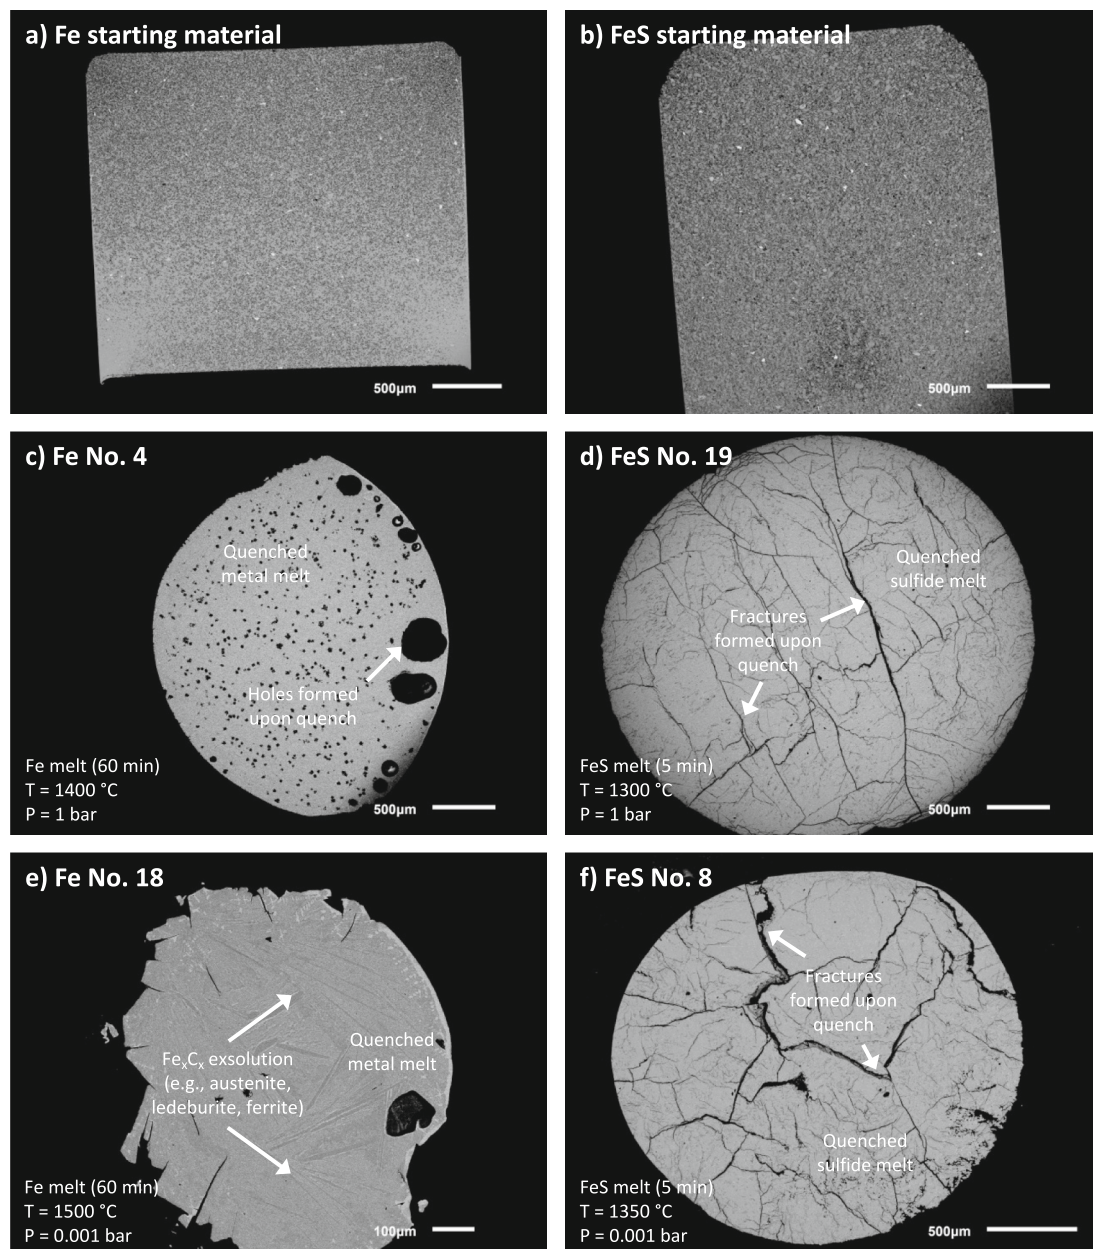 a) Fe starting material
500µm
b) FeS starting material
500µm
c) Fe No. 4
Quenched
metal melt
Holes formed
upon quench
Fe melt (60 min)
T = 1400 °C
P = 1 bar
500µm
d) FeS No. 19
Quenched
sulfide melt
Fractures
formed upon
quench
FeS melt (5 min)
T = 1300 °C
P = 1 bar
500µm
e) Fe No. 18
Quenched
metal melt
FeₓCₓ exsolution
(e.g., austenite,
ledeburite, ferrite)
Fe melt (60 min)
T = 1500 °C
P = 0.001 bar
100µm
f) FeS No. 8
Fractures
formed upon
quench
Quenched
sulfide melt
FeS melt (5 min)
T = 1350 °C
P = 0.001 bar
500µm